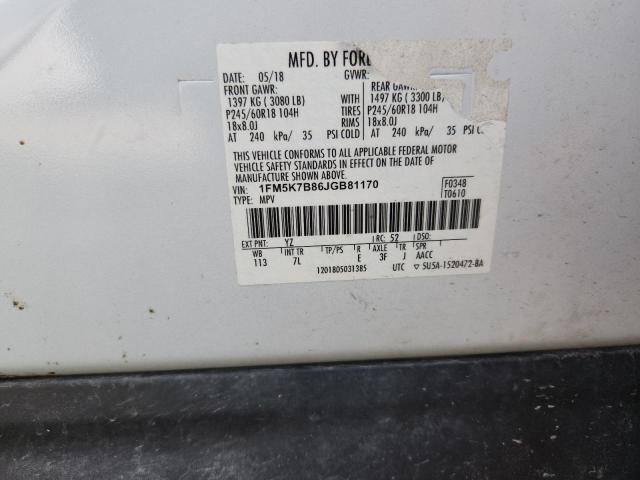 MFD. BY FORD
DATE: 05/18 GVWR:
FRONT GAWR: REAR GAWR:
1397 KG ( 3080 LB) WITH 1497 KG ( 3300 LB)
P245/60R18 104H TIRES P245/60R18 104H
18x8.0J RIMS 18x8.0J
AT 240 kPa/ 35 PSI COLD AT 240 kPa/ 35 PSI COLD
THIS VEHICLE CONFORMS TO ALL APPLICABLE FEDERAL MOTOR
VEHICLE SAFETY STANDARDS IN EFFECT ON THE DATE OF
MANUFACTURE SHOWN ABOVE.
VIN: 1FM5K7B86JGB81170 F0348
TYPE: MPV T0610
EXT PNT: YZ RC: 52 DSO:
WB INT TR TP/PS R AXLE TR SPR
113 7L E 3F J AACC
1201805031385 UTC ▽ 5U5A-1520472-BA